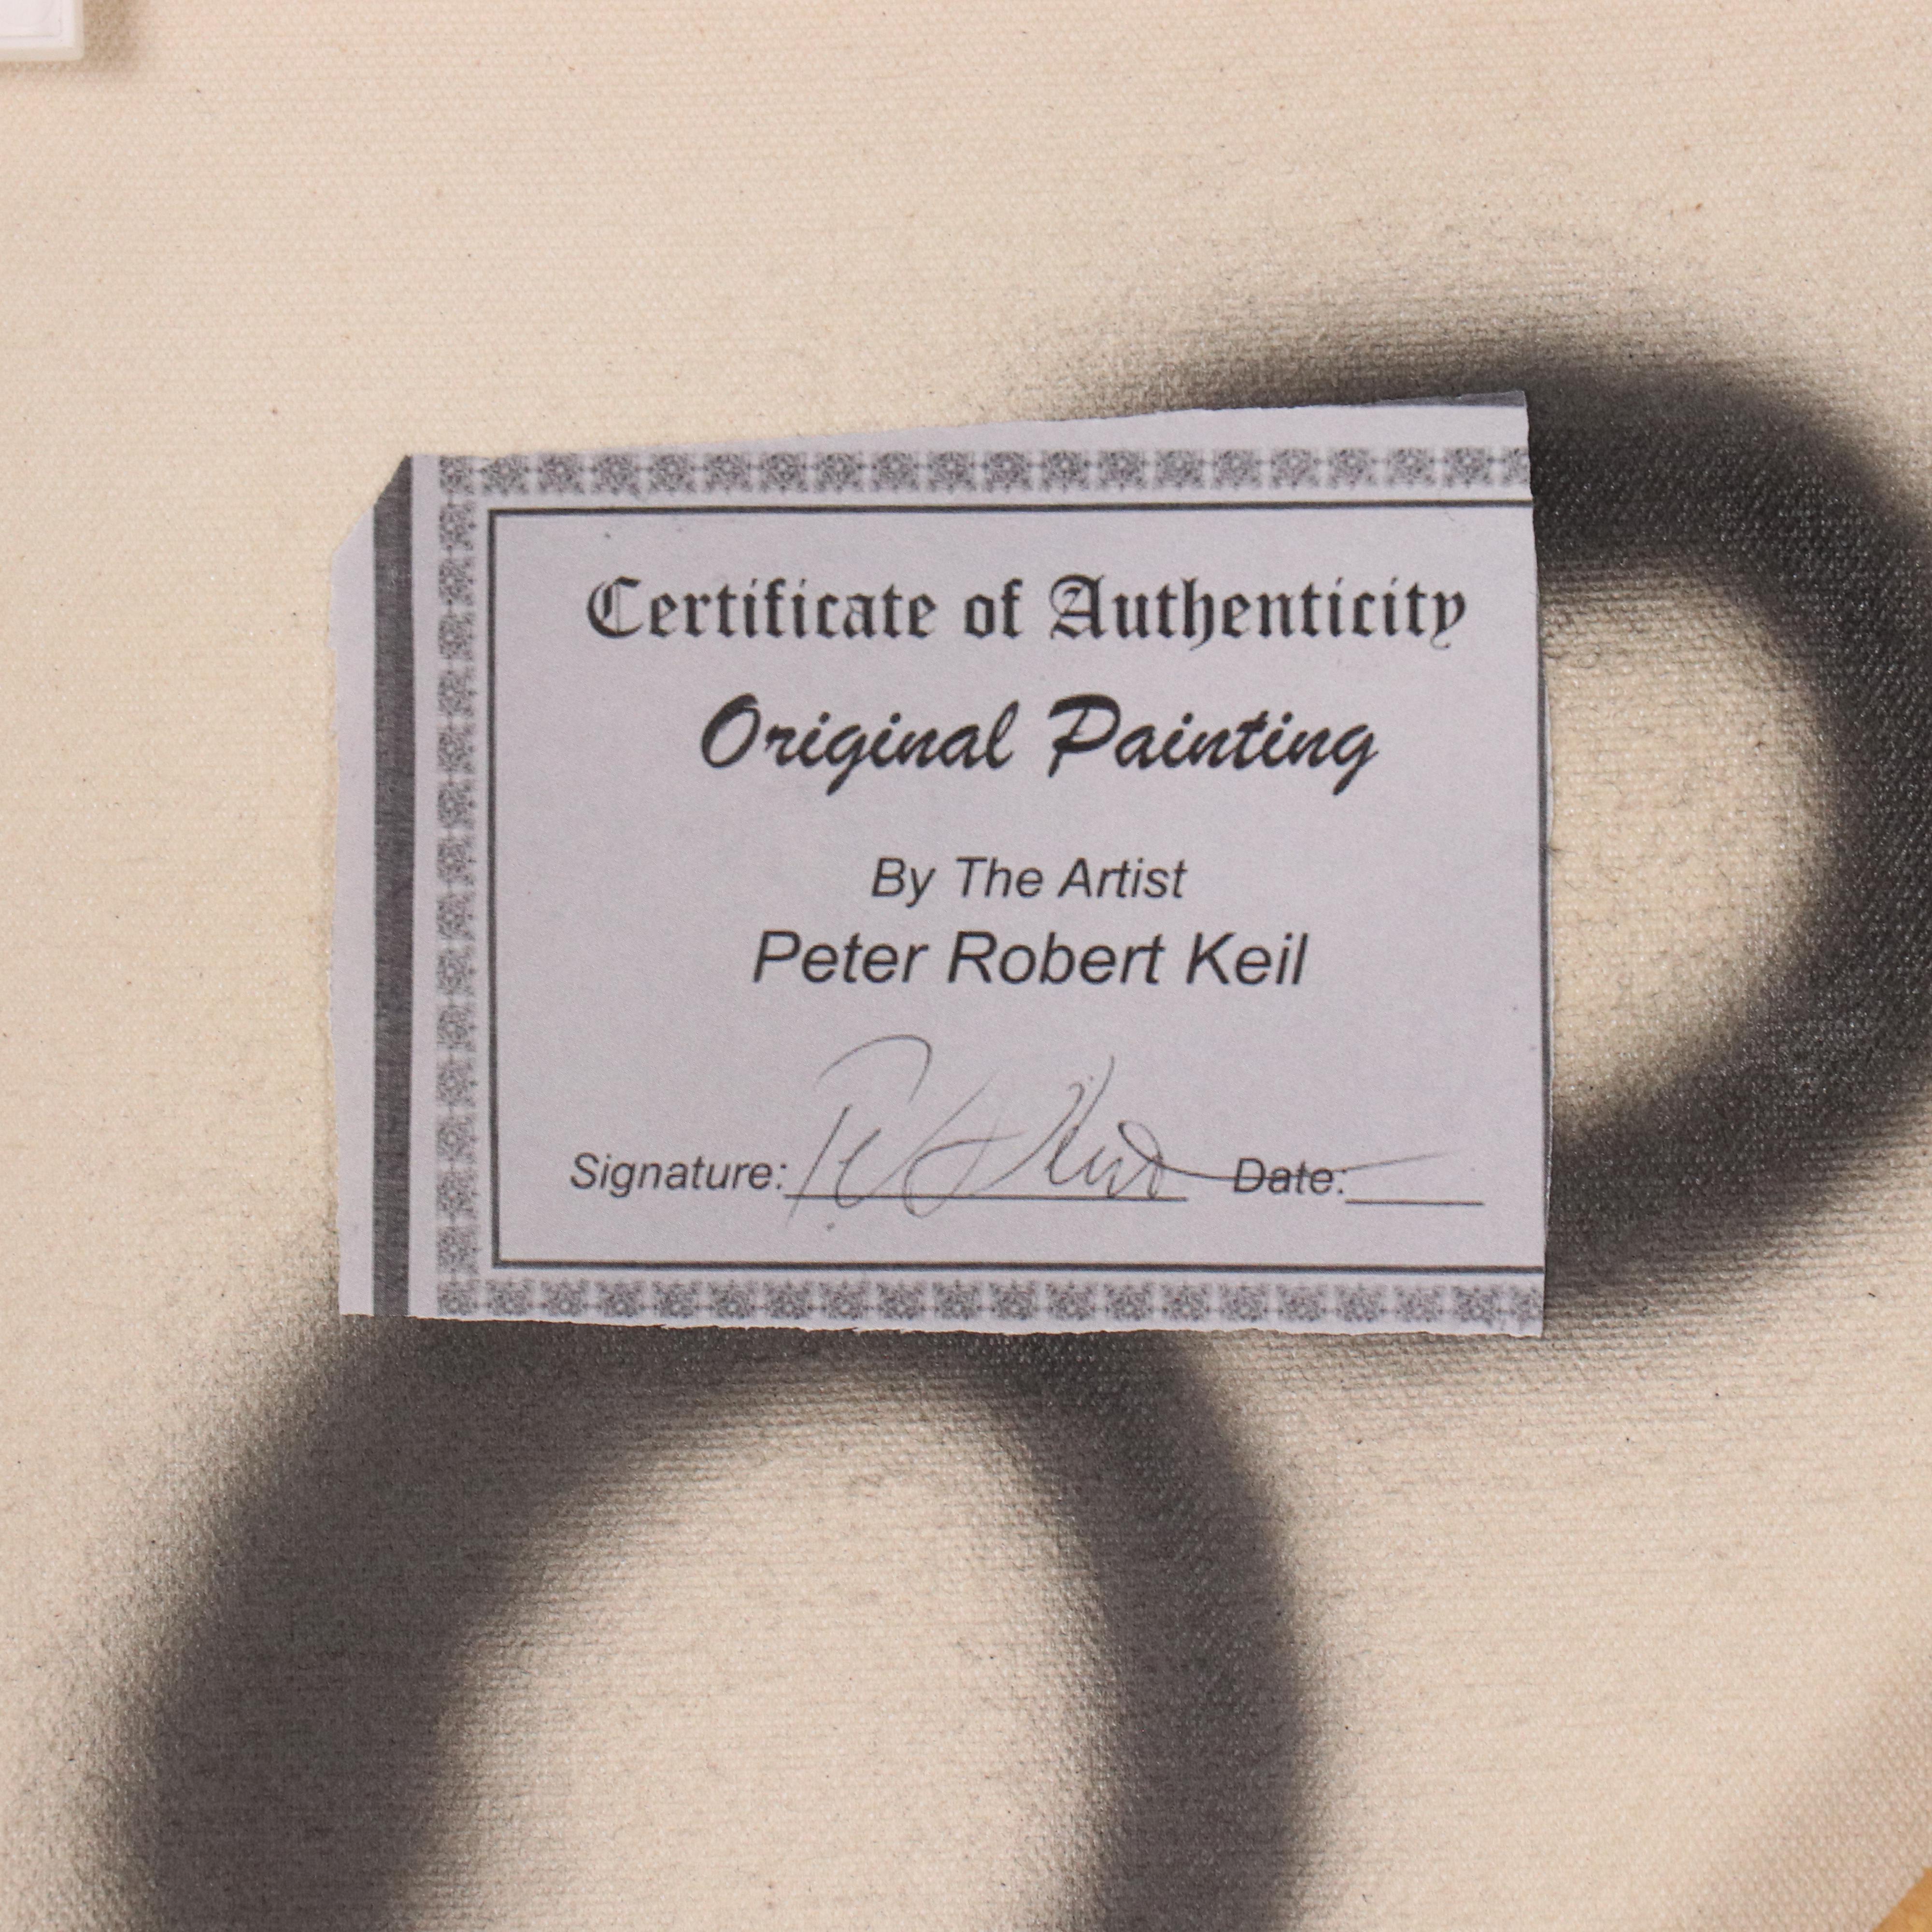 Certificate of Authenticity
Original Painting
By The Artist
Peter Robert Keil
Signature: Date: